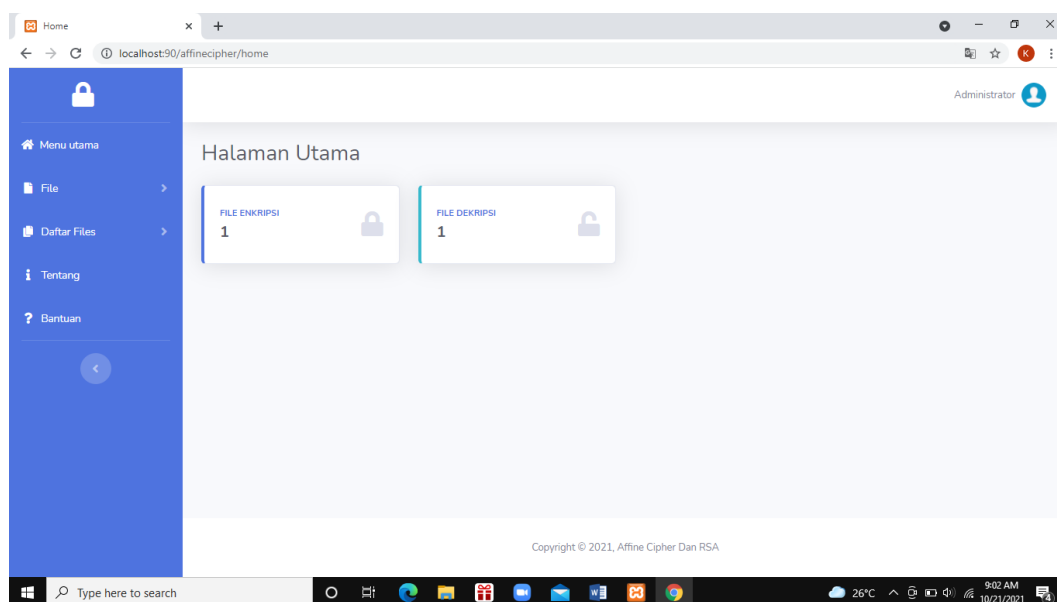 Home
localhost:90/affinecipher/home
K
Administrator
Menu utama
Halaman Utama
File
FILE ENKRIPSI
1
FILE DEKRIPSI
1
Daftar Files
Tentang
Bantuan
Copyright © 2021, Affine Cipher Dan RSA
Type here to search
26°C
9:02 AM
10/21/2021
4